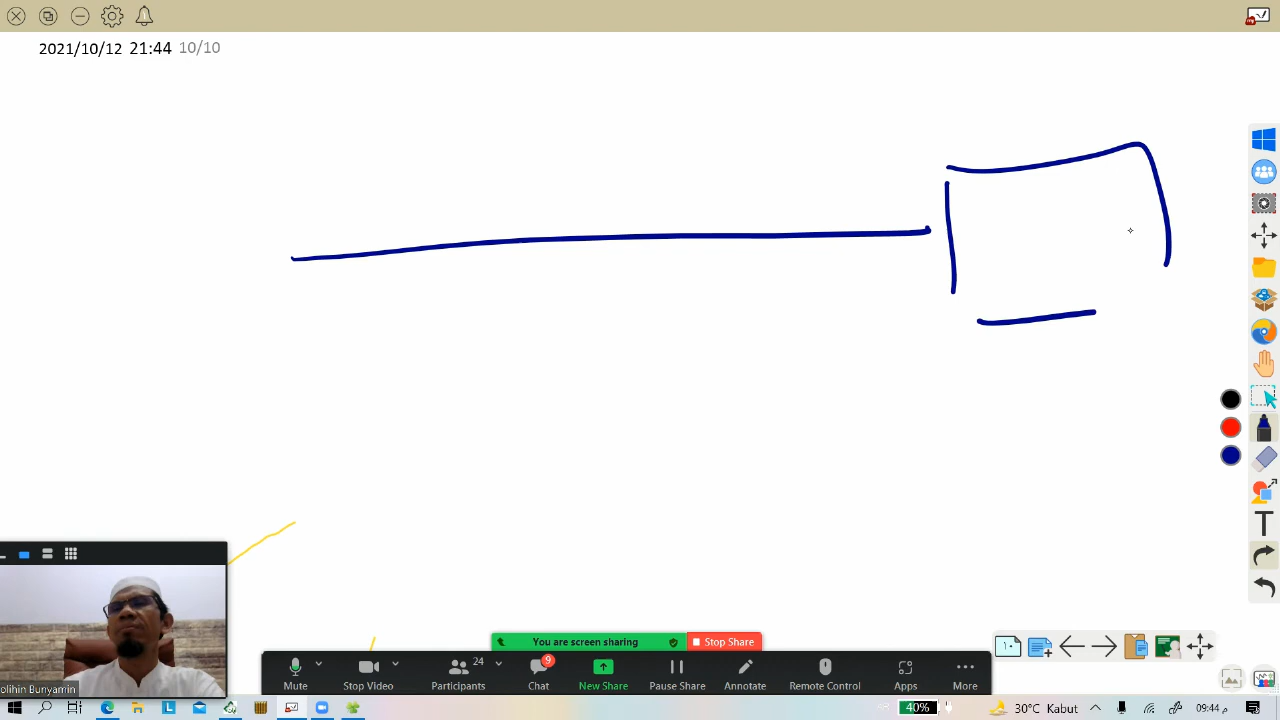 2021/10/12 21:44 10/10
You are screen sharing
Stop Share
olihin Bunyamin
Mute
Stop Video
24
Participants
9
Chat
New Share
Pause Share
Annotate
Remote Control
Apps
More
T
40%
30°C Kabut
9:44 م